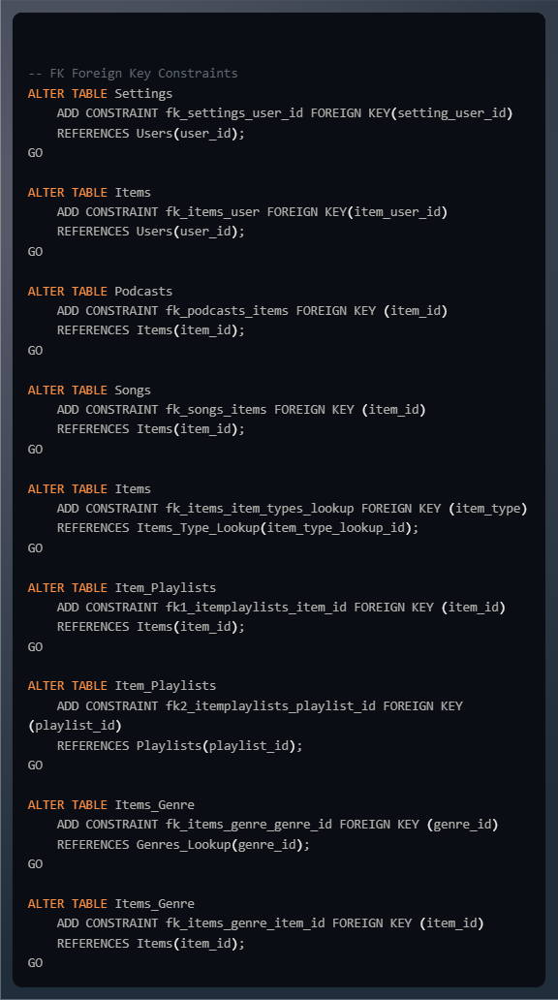 -- FK Foreign Key Constraints
ALTER TABLE Settings
    ADD CONSTRAINT fk_settings_user_id FOREIGN KEY(setting_user_id)
    REFERENCES Users(user_id);
GO

ALTER TABLE Items
    ADD CONSTRAINT fk_items_user FOREIGN KEY(item_user_id)
    REFERENCES Users(user_id);
GO

ALTER TABLE Podcasts
    ADD CONSTRAINT fk_podcasts_items FOREIGN KEY (item_id)
    REFERENCES Items(item_id);
GO

ALTER TABLE Songs
    ADD CONSTRAINT fk_songs_items FOREIGN KEY (item_id)
    REFERENCES Items(item_id);
GO

ALTER TABLE Items
    ADD CONSTRAINT fk_items_item_types_lookup FOREIGN KEY (item_type)
    REFERENCES Items_Type_Lookup(item_type_lookup_id);
GO

ALTER TABLE Item_Playlists
    ADD CONSTRAINT fk1_itemplaylists_item_id FOREIGN KEY (item_id)
    REFERENCES Items(item_id);
GO

ALTER TABLE Item_Playlists
    ADD CONSTRAINT fk2_itemplaylists_playlist_id FOREIGN KEY
(playlist_id)
    REFERENCES Playlists(playlist_id);
GO

ALTER TABLE Items_Genre
    ADD CONSTRAINT fk_items_genre_genre_id FOREIGN KEY (genre_id)
    REFERENCES Genres_Lookup(genre_id);
GO

ALTER TABLE Items_Genre
    ADD CONSTRAINT fk_items_genre_item_id FOREIGN KEY (item_id)
    REFERENCES Items(item_id);
GO